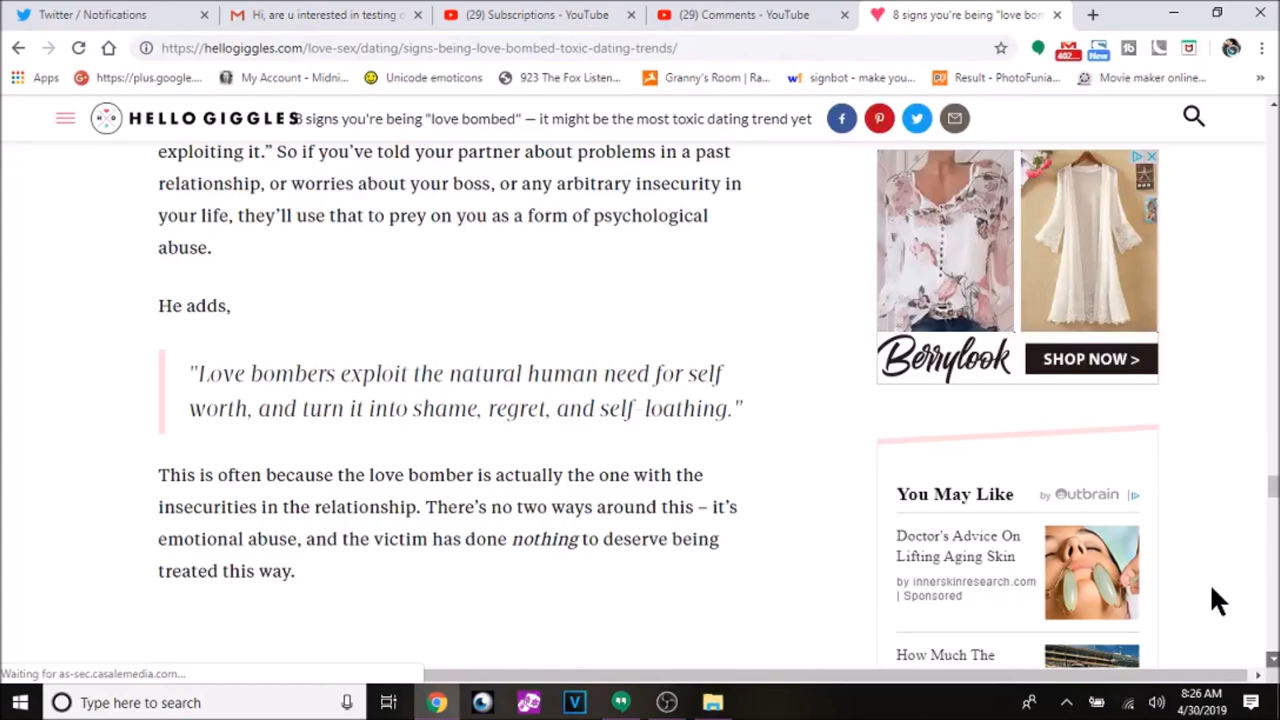 Twitter / Notifications
Hi, are u interested in testing c
(29) Subscriptions - YouTube
(29) Comments - YouTube
8 signs you're being "love bom
https://hellogiggles.com/love-sex/dating/signs-being-love-bombed-toxic-dating-trends/
402...
New
Apps
https://plus.google....
My Account - Midni...
Unicode emoticons
923 The Fox Listen...
Granny's Room | Ra...
signbot - make you...
Result - PhotoFunia...
Movie maker online...
HELLO GIGGLES
8 signs you're being "love bombed" — it might be the most toxic dating trend yet
exploiting it.” So if you’ve told your partner about problems in a past
relationship, or worries about your boss, or any arbitrary insecurity in
your life, they’ll use that to prey on you as a form of psychological
abuse.
He adds,
"Love bombers exploit the natural human need for self
worth, and turn it into shame, regret, and self-loathing."
This is often because the love bomber is actually the one with the
insecurities in the relationship. There’s no two ways around this – it’s
emotional abuse, and the victim has done nothing to deserve being
treated this way.
Berrylook
SHOP NOW >
You May Like
by Outbrain
Doctor's Advice On
Lifting Aging Skin
by innerskinresearch.com
| Sponsored
How Much The
Waiting for as-sec.casalemedia.com...
Type here to search
8:26 AM
4/30/2019